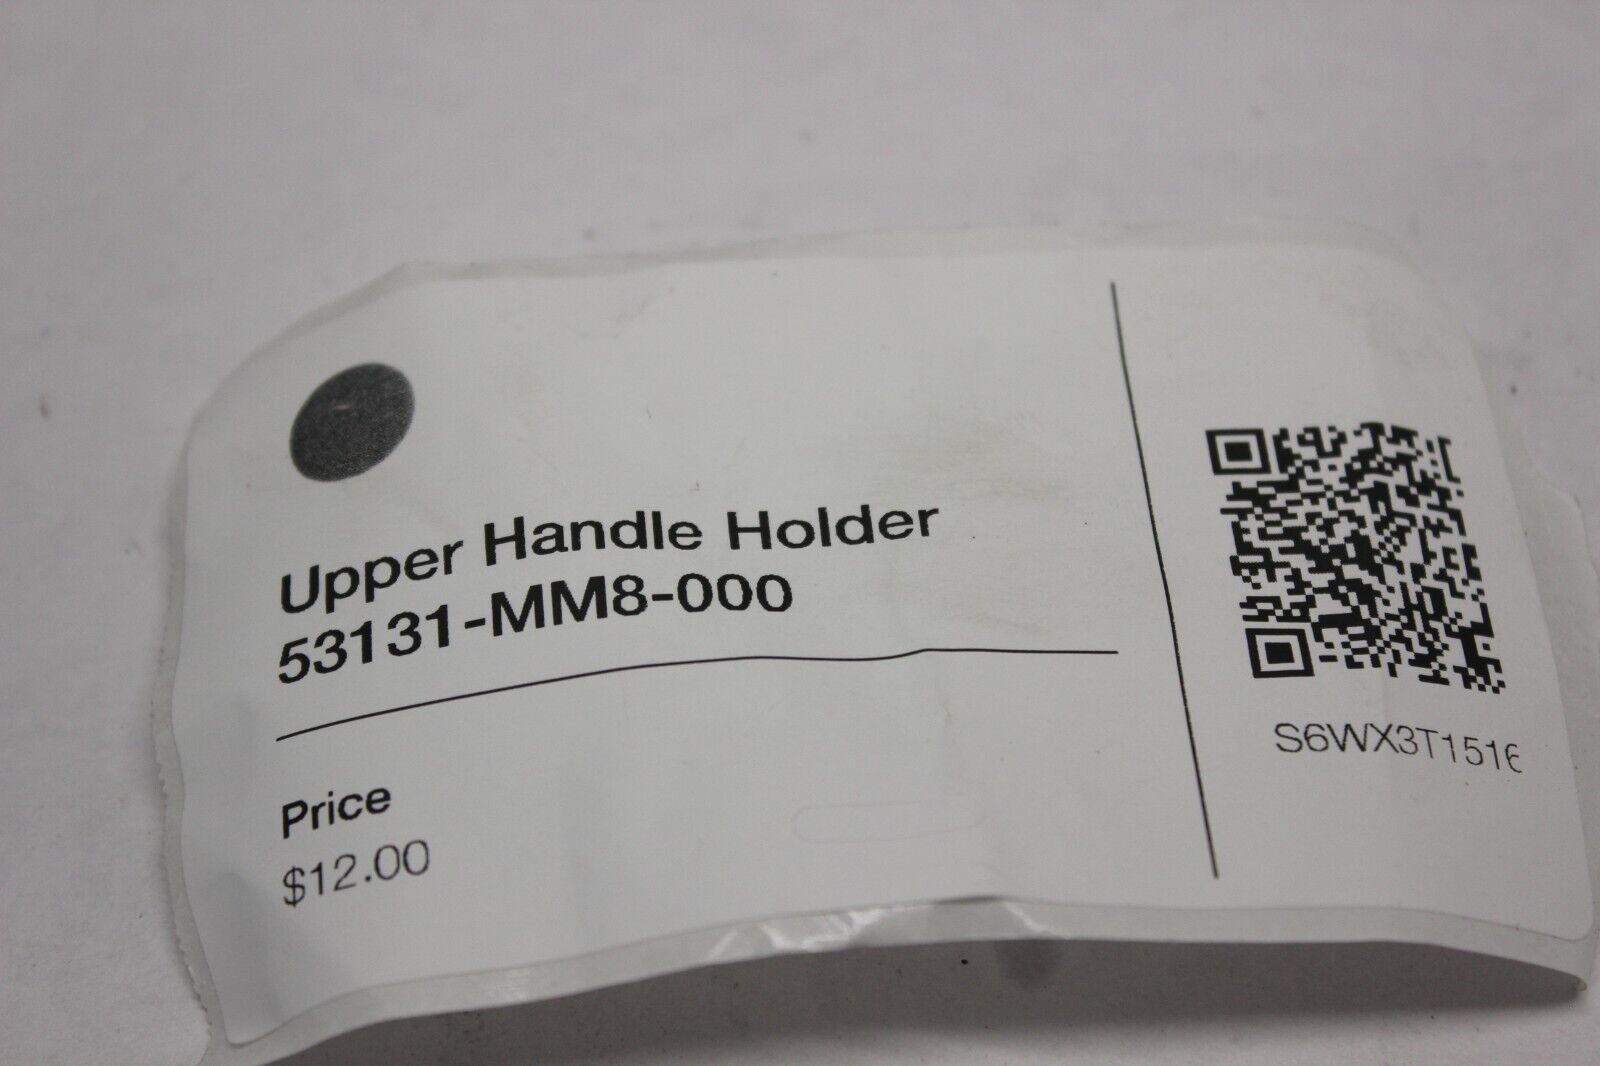 Upper Handle Holder
53131-MM8-000
Price
$12.00
S6WX3T1516